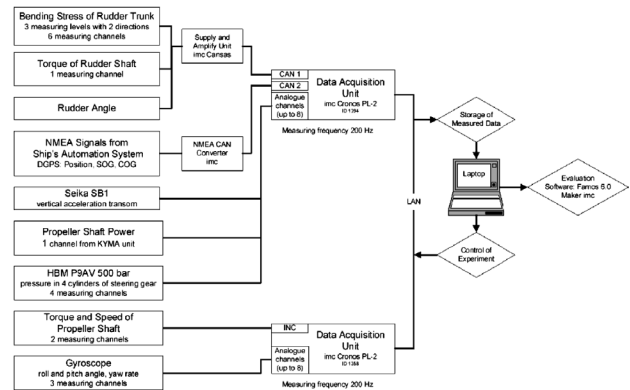 Bending Stress of Rudder Trunk
3 measuring levels with 2 directions
6 measuring channels
Torque of Rudder Shaft
1 measuring channel
Rudder Angle
NMEA Signals from
Ship's Automation System
DGPS: Position, SOG, COG
Seika SB1
vertical acceleration transom
Propeller Shaft Power
1 channel from KYMA unit
HBM P9AV 500 bar
pressure in 4 cylinders of steering gear
4 measuring channels
Torque and Speed of
Propeller Shaft
2 measuring channels
Gyroscope
roll and pitch angle, yaw rate
3 measuring channels
Supply and
Amplify Unit
imc Cansas
NMEA CAN
Converter
imc
CAN 1
CAN 2
Analogue
channels
(up to 8)
Data Acquisition
Unit
imc Cronos PL-2
Measuring frequency 200 Hz
INC
Analogue
channels
(up to 8)
Data Acquisition
Unit
imc Cronos PL-2
Measuring frequency 200 Hz
LAN
Storage of
Measured Data
Laptop
Control of
Experiment
Evaluation
Software: Famos 6.0
Maker imc